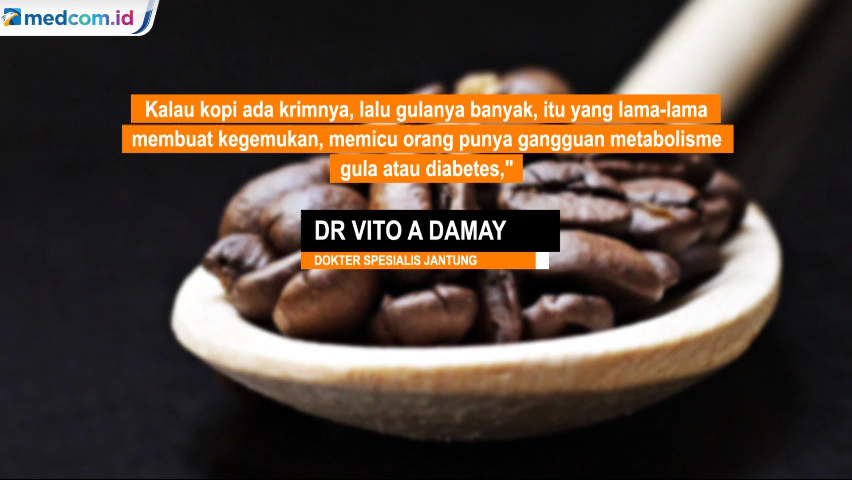 medcom.id
Kalau kopi ada krimnya, lalu gulanya banyak, itu yang lama-lama
membuat kegemukan, memicu orang punya gangguan metabolisme
gula atau diabetes,"
DR VITO A DAMAY
DOKTER SPESIALIS JANTUNG